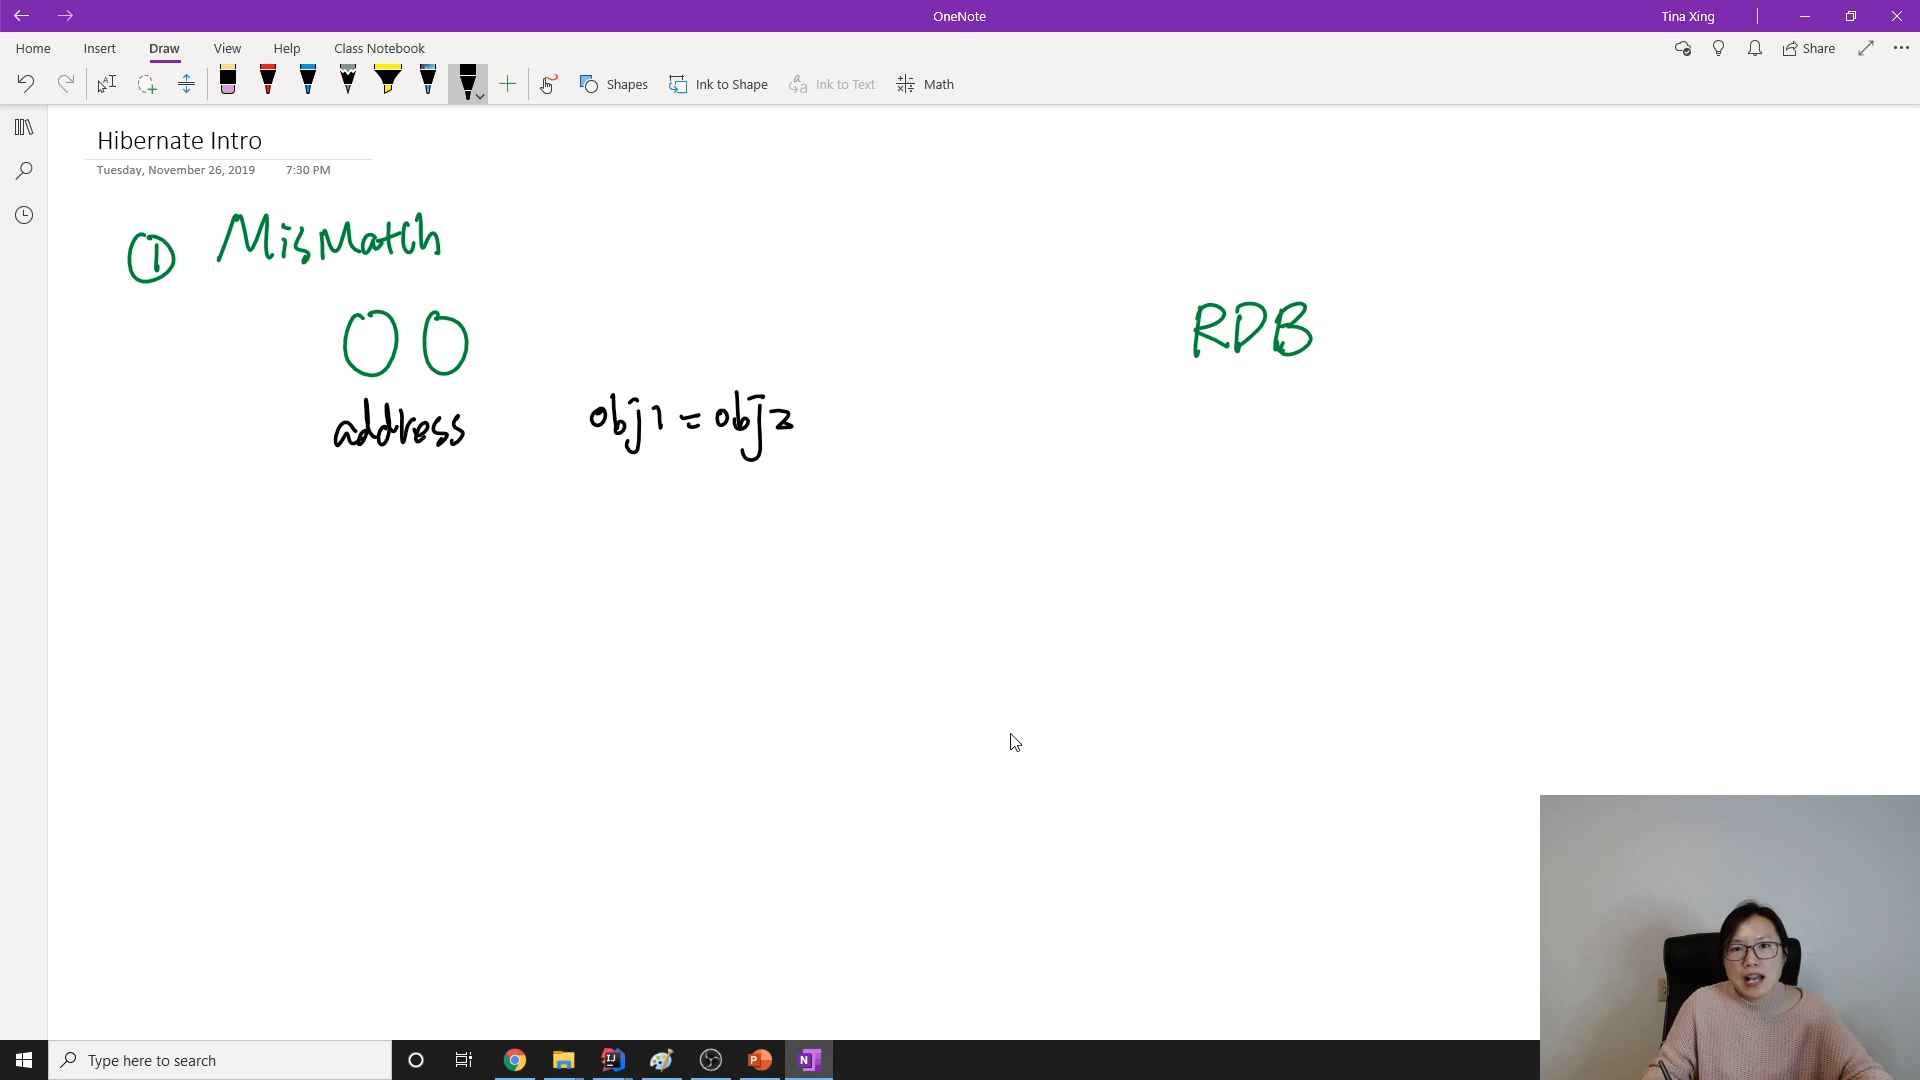 OneNote
Tina Xing
Home Insert Draw View Help Class Notebook
Share
Shapes Ink to Shape Ink to Text Math
Hibernate Intro
Tuesday, November 26, 2019 7:30 PM
① MisMatch
OO RDB
address obj1 = obj2
Type here to search